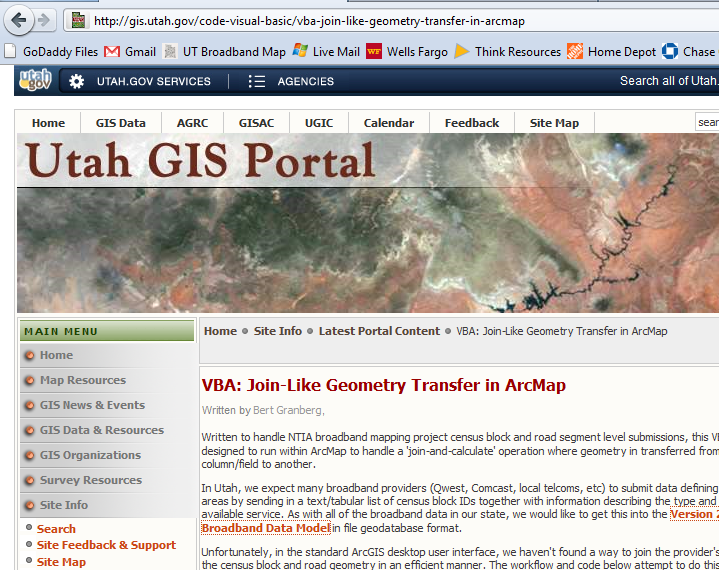 http://gis.utah.gov/code-visual-basic/vba-join-like-geometry-transfer-in-arcmap
GoDaddy Files Gmail UT Broadband Map Live Mail WF Wells Fargo Think Resources Home Depot Chase
utah gov UTAH.GOV SERVICES AGENCIES Search all of Utah.
Home GIS Data AGRC GISAC UGIC Calendar Feedback Site Map sear
Utah GIS Portal
MAIN MENU
Home
Map Resources
GIS News & Events
GIS Data & Resources
GIS Organizations
Survey Resources
Site Info
Search
Site Feedback & Support
Site Map
Home Site Info Latest Portal Content VBA: Join-Like Geometry Transfer in ArcMap
VBA: Join-Like Geometry Transfer in ArcMap
Written by Bert Granberg,
Written to handle NTIA broadband mapping project census block and road segment level submissions, this VB
designed to run within ArcMap to handle a 'join-and-calculate' operation where geometry in transferred from
column/field to another.
In Utah, we expect many broadband providers (Qwest, Comcast, local telcoms, etc) to submit data defining
areas by sending in a text/tabular list of census block IDs together with information describing the type and
available service. As with all of the broadband data in our state, we would like to get this into the Version 2
Broadband Data Model in file geodatabase format.
Unfortunately, in the standard ArcGIS desktop user interface, we haven't found a way to join the provider's
the census block and road geometry in an efficient manner. The workflow and code below attempt to do this